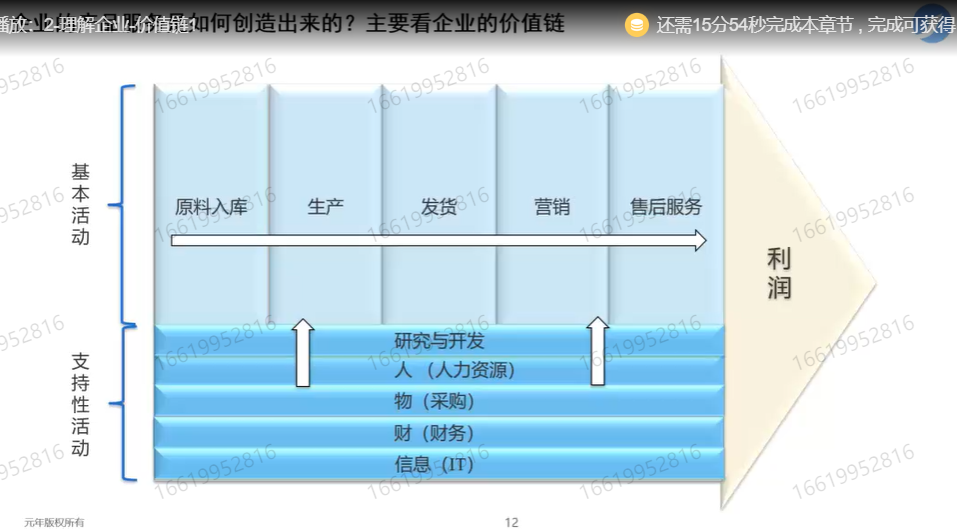 播放：2-理解企业-价值链1
是如何创造出来的？主要看企业的价值链
还需15分54秒完成本章节，完成可获得
基本活动
原料入库 生产 发货 营销 售后服务
利润
支持性活动
研究与开发
人（人力资源）
物（采购）
财（财务）
信息（IT）
元年版权所有
12
16619952816